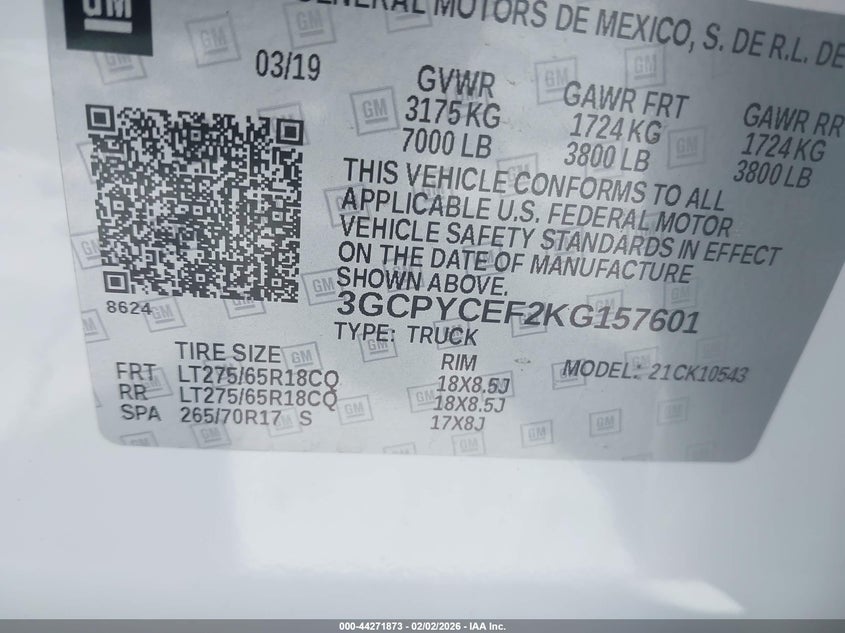 GM
GENERAL MOTORS DE MEXICO, S. DE R.L. DE
03/19
GVWR
3175 KG
7000 LB
GAWR FRT
1724 KG
3800 LB
GAWR RR
1724 KG
3800 LB
THIS VEHICLE CONFORMS TO ALL
APPLICABLE U.S. FEDERAL MOTOR
VEHICLE SAFETY STANDARDS IN EFFECT
ON THE DATE OF MANUFACTURE
SHOWN ABOVE.
8624
3GCPYCEF2KG157601
TYPE: TRUCK
TIRE SIZE
RIM
MODEL: 21CK10543
FRT LT275/65R18CQ 18X8.5J
RR LT275/65R18CQ 18X8.5J
SPA 265/70R17 S 17X8J
000-44271873 - 02/02/2026 - IAA Inc.